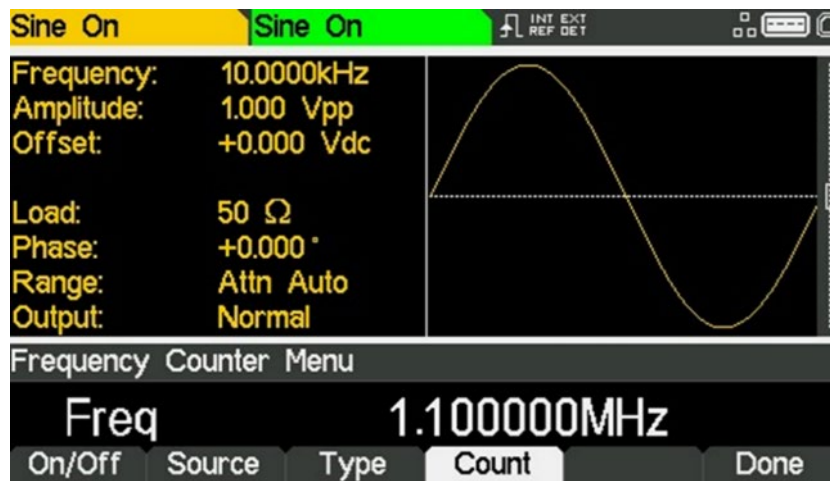 Sine On Sine On INT EXT
REF DET
Frequency: 10.0000kHz
Amplitude: 1.000 Vpp
Offset: +0.000 Vdc
Load: 50 Ω
Phase: +0.000°
Range: Attn Auto
Output: Normal
Frequency Counter Menu
Freq 1.100000MHz
On/Off Source Type Count Done